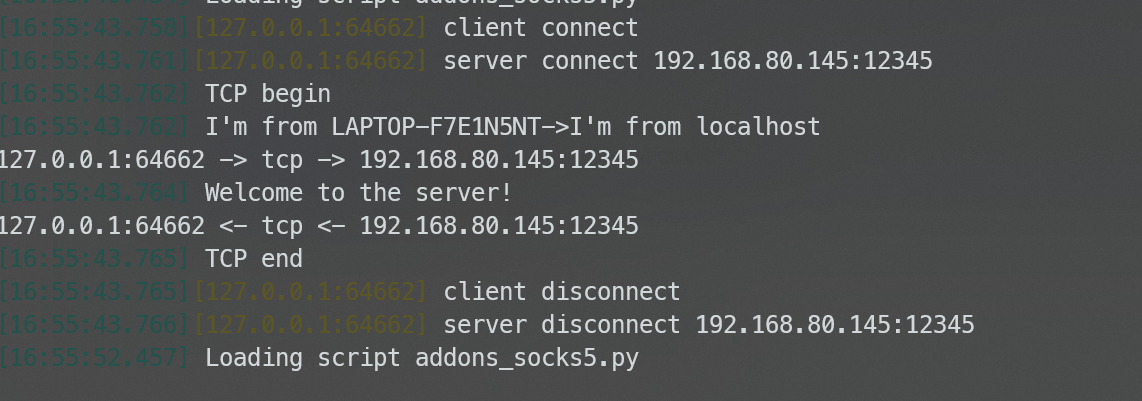 Loading script addons_socks5.py
[16:55:43.758][127.0.0.1:64662] client connect
[16:55:43.761][127.0.0.1:64662] server connect 192.168.80.145:12345
[16:55:43.762] TCP begin
[16:55:43.762] I'm from LAPTOP-F7E1N5NT->I'm from localhost
127.0.0.1:64662 -> tcp -> 192.168.80.145:12345
[16:55:43.764] Welcome to the server!
127.0.0.1:64662 <- tcp <- 192.168.80.145:12345
[16:55:43.765] TCP end
[16:55:43.765][127.0.0.1:64662] client disconnect
[16:55:43.766][127.0.0.1:64662] server disconnect 192.168.80.145:12345
[16:55:52.457] Loading script addons_socks5.py